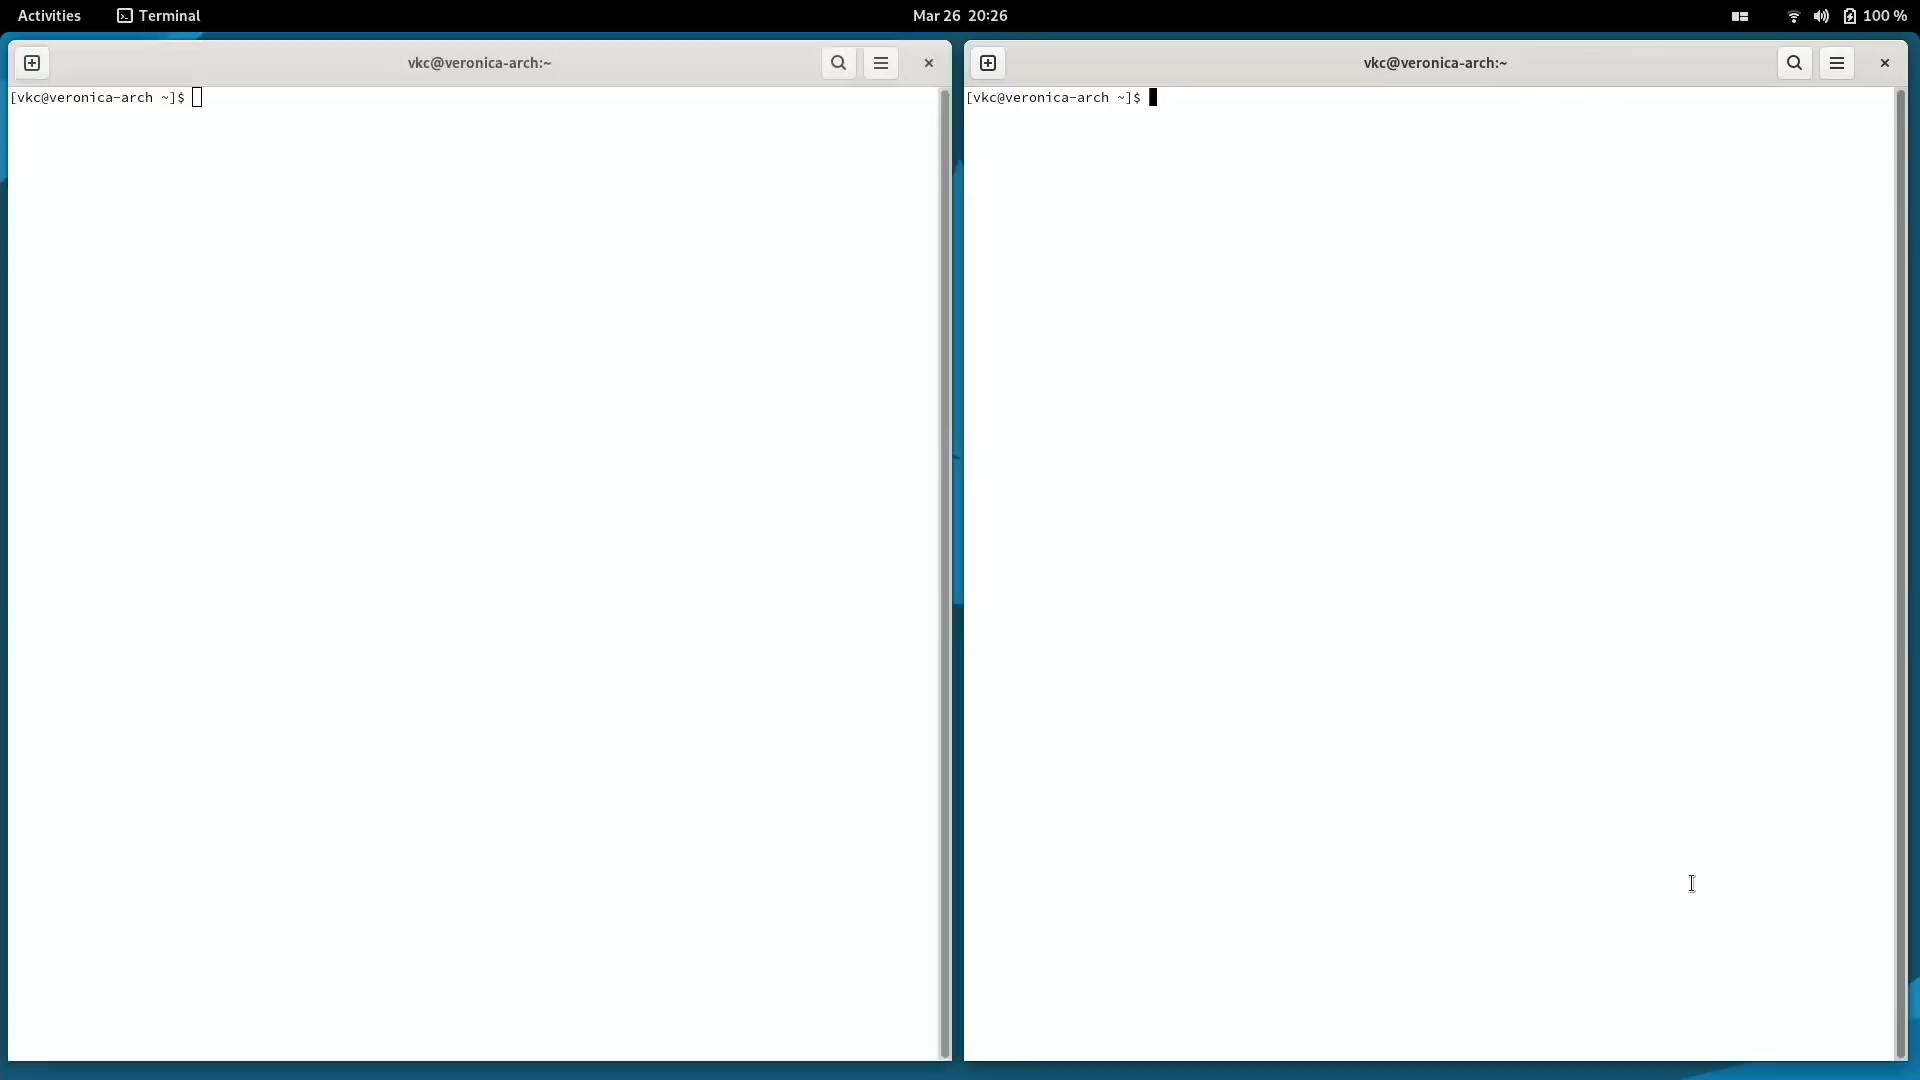 Activities Terminal Mar 26 20:26 100 %
vkc@veronica-arch:~
[vkc@veronica-arch ~]$
vkc@veronica-arch:~
[vkc@veronica-arch ~]$